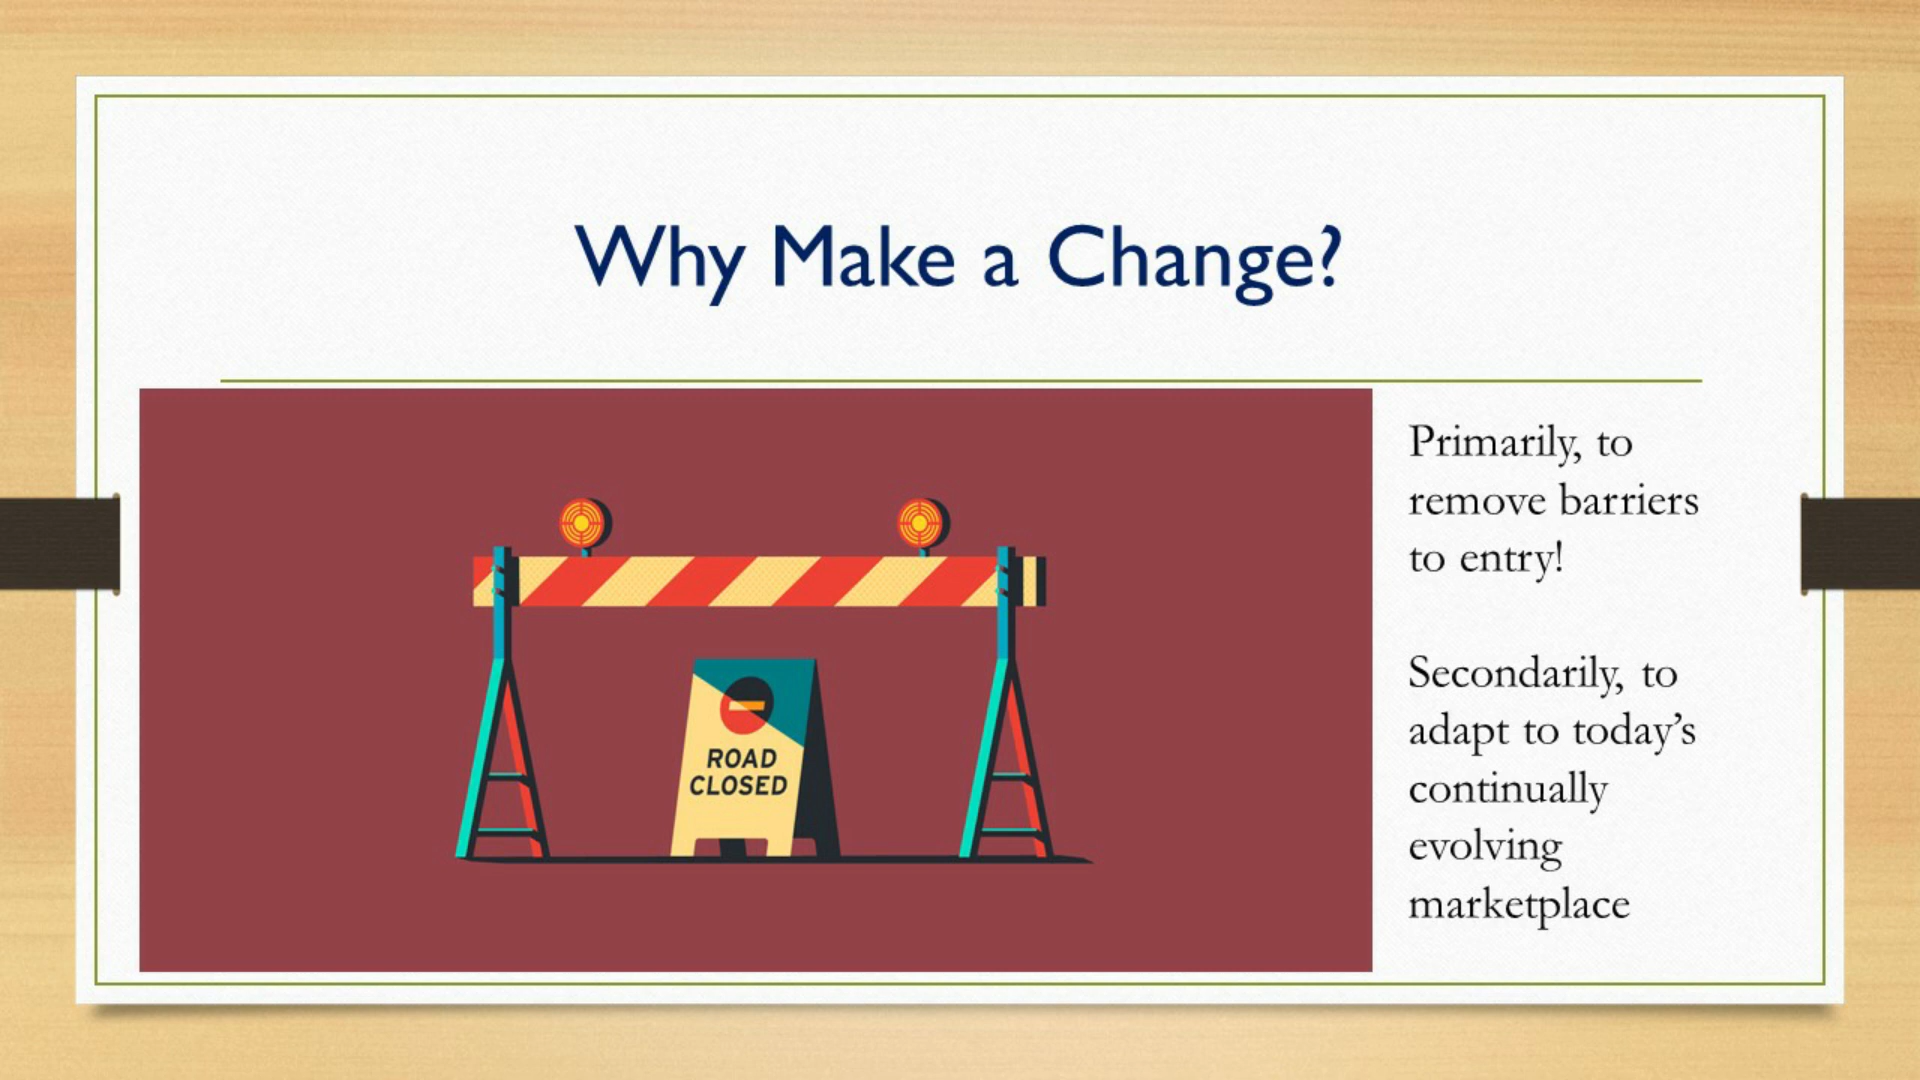 Why Make a Change?
ROAD
CLOSED
Primarily, to
remove barriers
to entry!
Secondarily, to
adapt to today’s
continually
evolving
marketplace